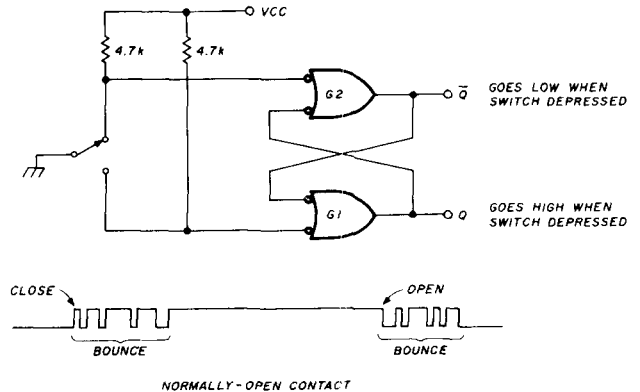 VCC
4.7k
4.7k
G2
Q
GOES LOW WHEN
SWITCH DEPRESSED
G1
Q
GOES HIGH WHEN
SWITCH DEPRESSED
CLOSE
OPEN
BOUNCE
BOUNCE
NORMALLY-OPEN CONTACT